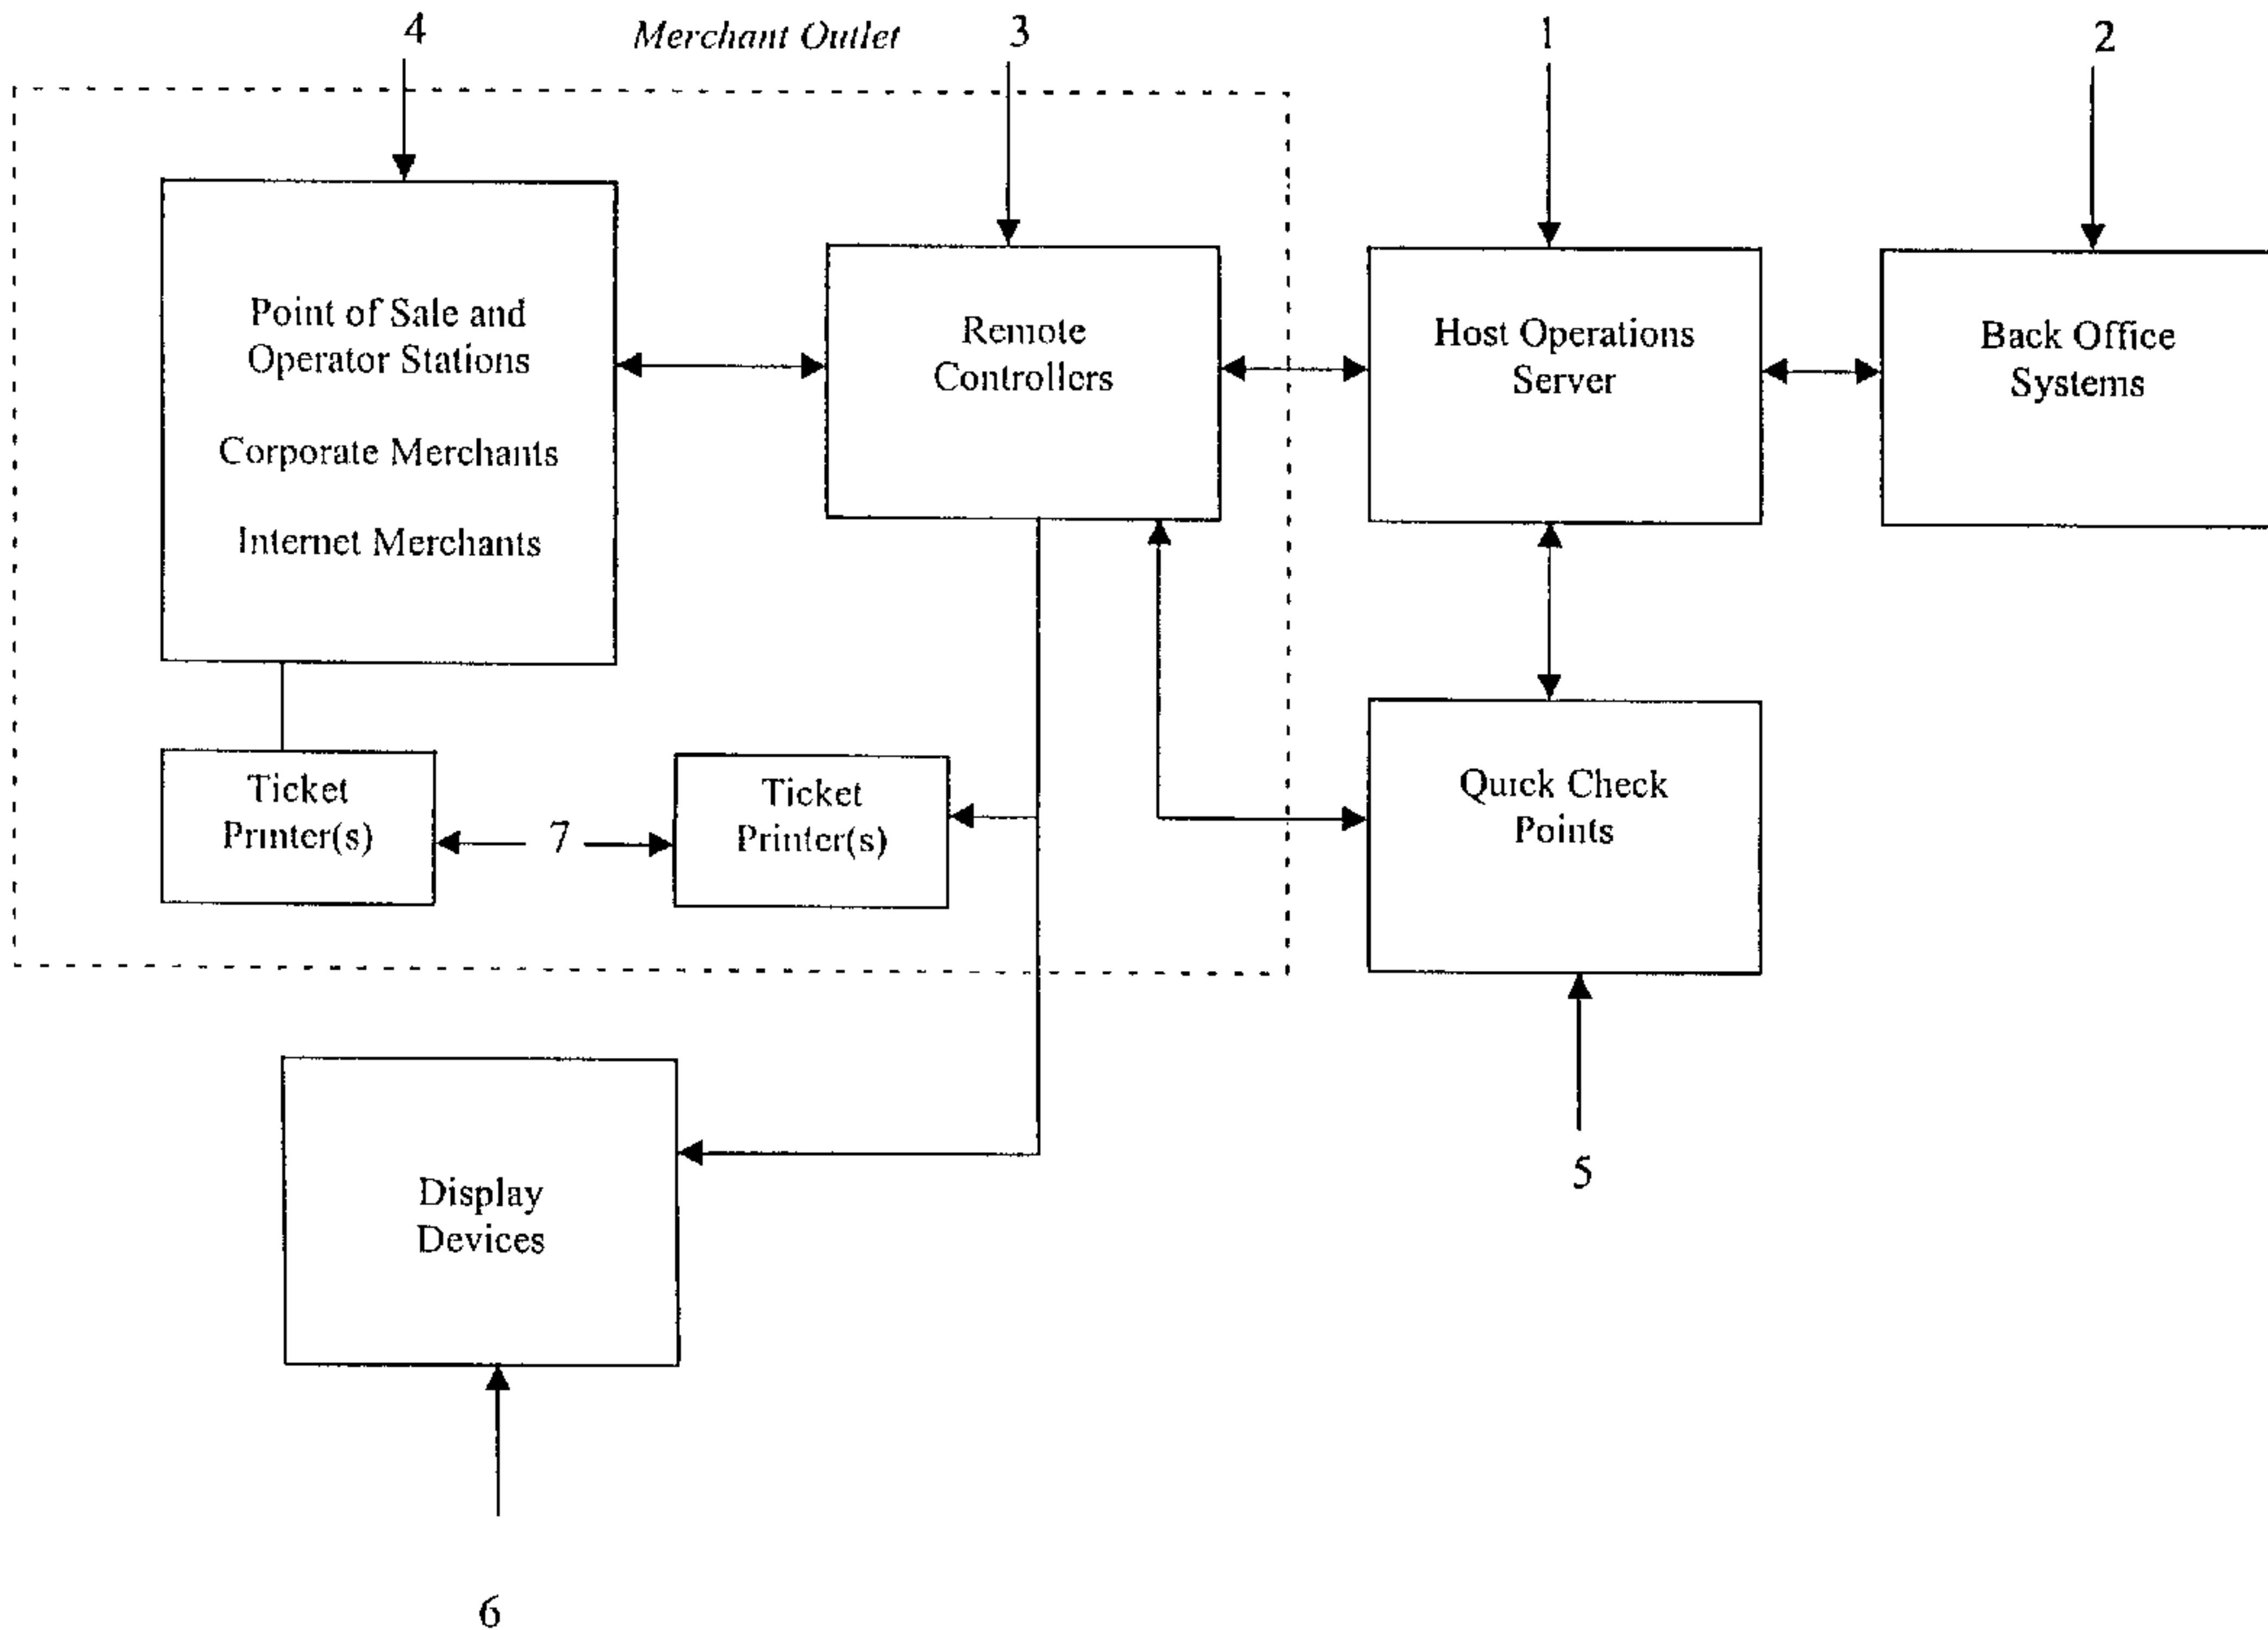 4
Merchant Outlet
3
1
2
Point of Sale and
Operator Stations
Corporate Merchants
Internet Merchants
Remote
Controllers
Host Operations
Server
Back Office
Systems
Ticket
Printer(s)
7
Ticket
Printer(s)
Quick Check
Points
5
Display
Devices
6